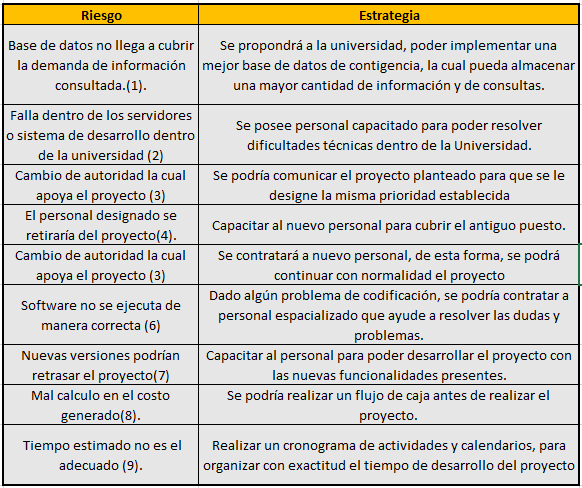 Riesgo
Estrategia
Base de datos no llega a cubrir
la demanda de información
consultada.(1).
Se propondrá a la universidad, poder implementar una
mejor base de datos de contigencia, la cual pueda almacenar
una mayor cantidad de información y de consultas.
Falla dentro de los servidores
o sistema de desarrollo dentro
de la universidad (2)
Se posee personal capacitado para poder resolver
dificultades técnicas dentro de la Universidad.
Cambio de autoridad la cual
apoya el proyecto (3)
Se podría comunicar el proyecto planteado para que se le
designe la misma prioridad establecida
El personal designado se
retiraría del proyecto(4).
Capacitar al nuevo personal para cubrir el antiguo puesto.
Cambio de autoridad la cual
apoya el proyecto (3)
Se contratará a nuevo personal, de esta forma, se podrá
continuar con normalidad el proyecto
Software no se ejecuta de
manera correcta (6)
Dado algún problema de codificación, se podría contratar a
personal espacializado que ayude a resolver las dudas y
problemas.
Nuevas versiones podrían
retrasar el proyecto(7)
Capacitar al personal para poder desarrollar el proyecto con
las nuevas funcionalidades presentes.
Mal calculo en el costo
generado(8).
Se podría realizar un flujo de caja antes de realizar el
proyecto.
Tiempo estimado no es el
adecuado (9).
Realizar un cronograma de actividades y calendarios, para
organizar con exactitud el tiempo de desarrollo del proyecto